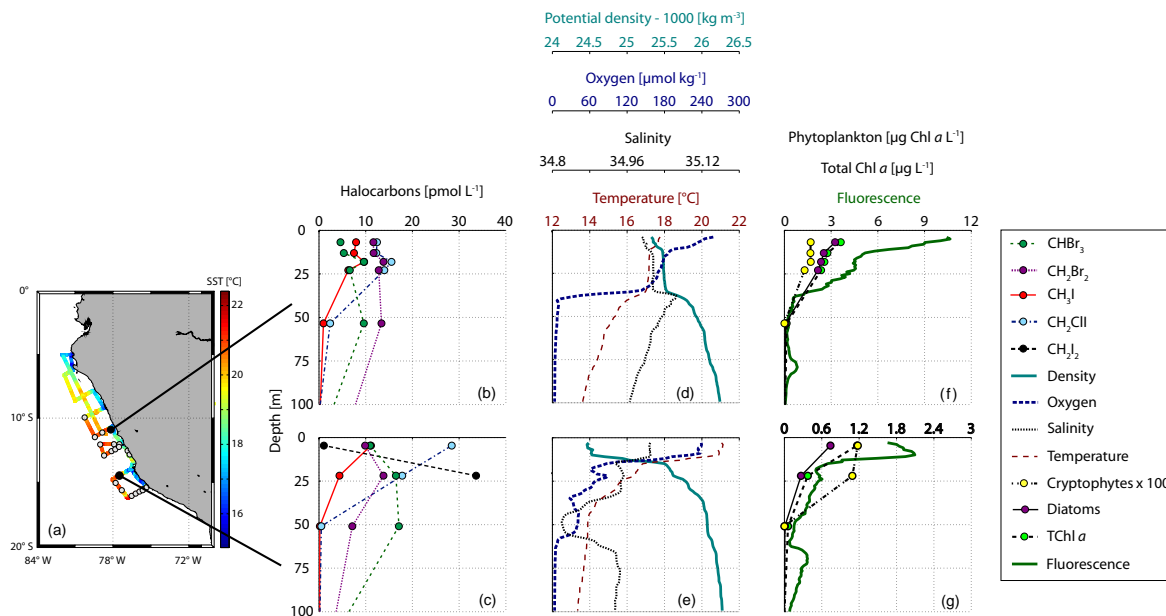 Potential density - 1000 [kg m⁻³]
24 24.5 25 25.5 26 26.5
Oxygen [µmol kg⁻¹]
0 60 120 180 240 300
Salinity
34.8 34.96 35.12
Phytoplankton [µg Chl a L⁻¹]
Total Chl a [µg L⁻¹]
Halocarbons [pmol L⁻¹]
Temperature [°C]
Fluorescence
0 10 20 30 40
12 14 16 18 20 22
0 3 6 9 12
0
25
50
75
100
(b)
(d)
(f)
Depth [m]
0 0.6 1.2 1.8 2.4 3
0
25
50
75
100
(c)
(e)
(g)
SST [°C]
22
20
18
16
0°
10° S
20° S
84° W 78° W 72° W
(a)
CHBr₃
CH₂Br₂
CH₃I
CH₂ClI
CH₂I₂
Density
Oxygen
Salinity
Temperature
Cryptophytes x 100
Diatoms
TChl a
Fluorescence